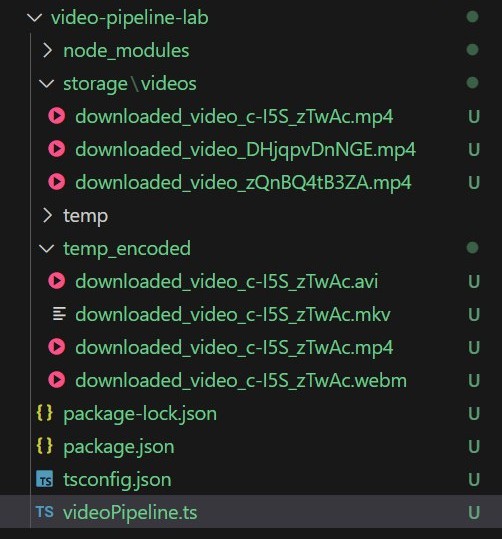 video-pipeline-lab
node_modules
storage\videos
downloaded_video_c-I5S_zTwAc.mp4 U
downloaded_video_DHjqpvDnNGE.mp4 U
downloaded_video_zQnBQ4tB3ZA.mp4 U
temp
temp_encoded
downloaded_video_c-I5S_zTwAc.avi U
downloaded_video_c-I5S_zTwAc.mkv U
downloaded_video_c-I5S_zTwAc.mp4 U
downloaded_video_c-I5S_zTwAc.webm U
{} package-lock.json U
{} package.json U
TS tsconfig.json U
TS videoPipeline.ts U